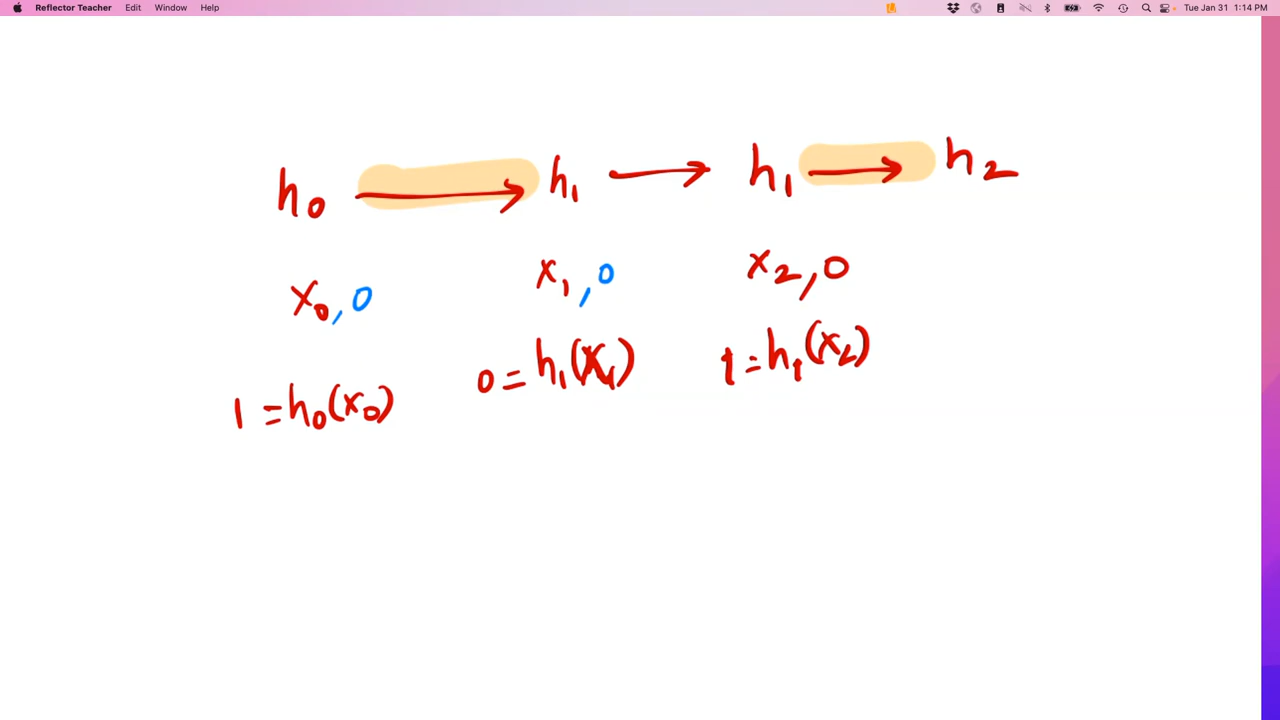 Reflector Teacher Edit Window Help Tue Jan 31 1:14 PM
h₀ → h₁ → h₁ → h₂
x₀,0 x₁,0 x₂,0
1 = h₀(x₀) 0 = h₁(x₁) 1 = h₁(x₂)